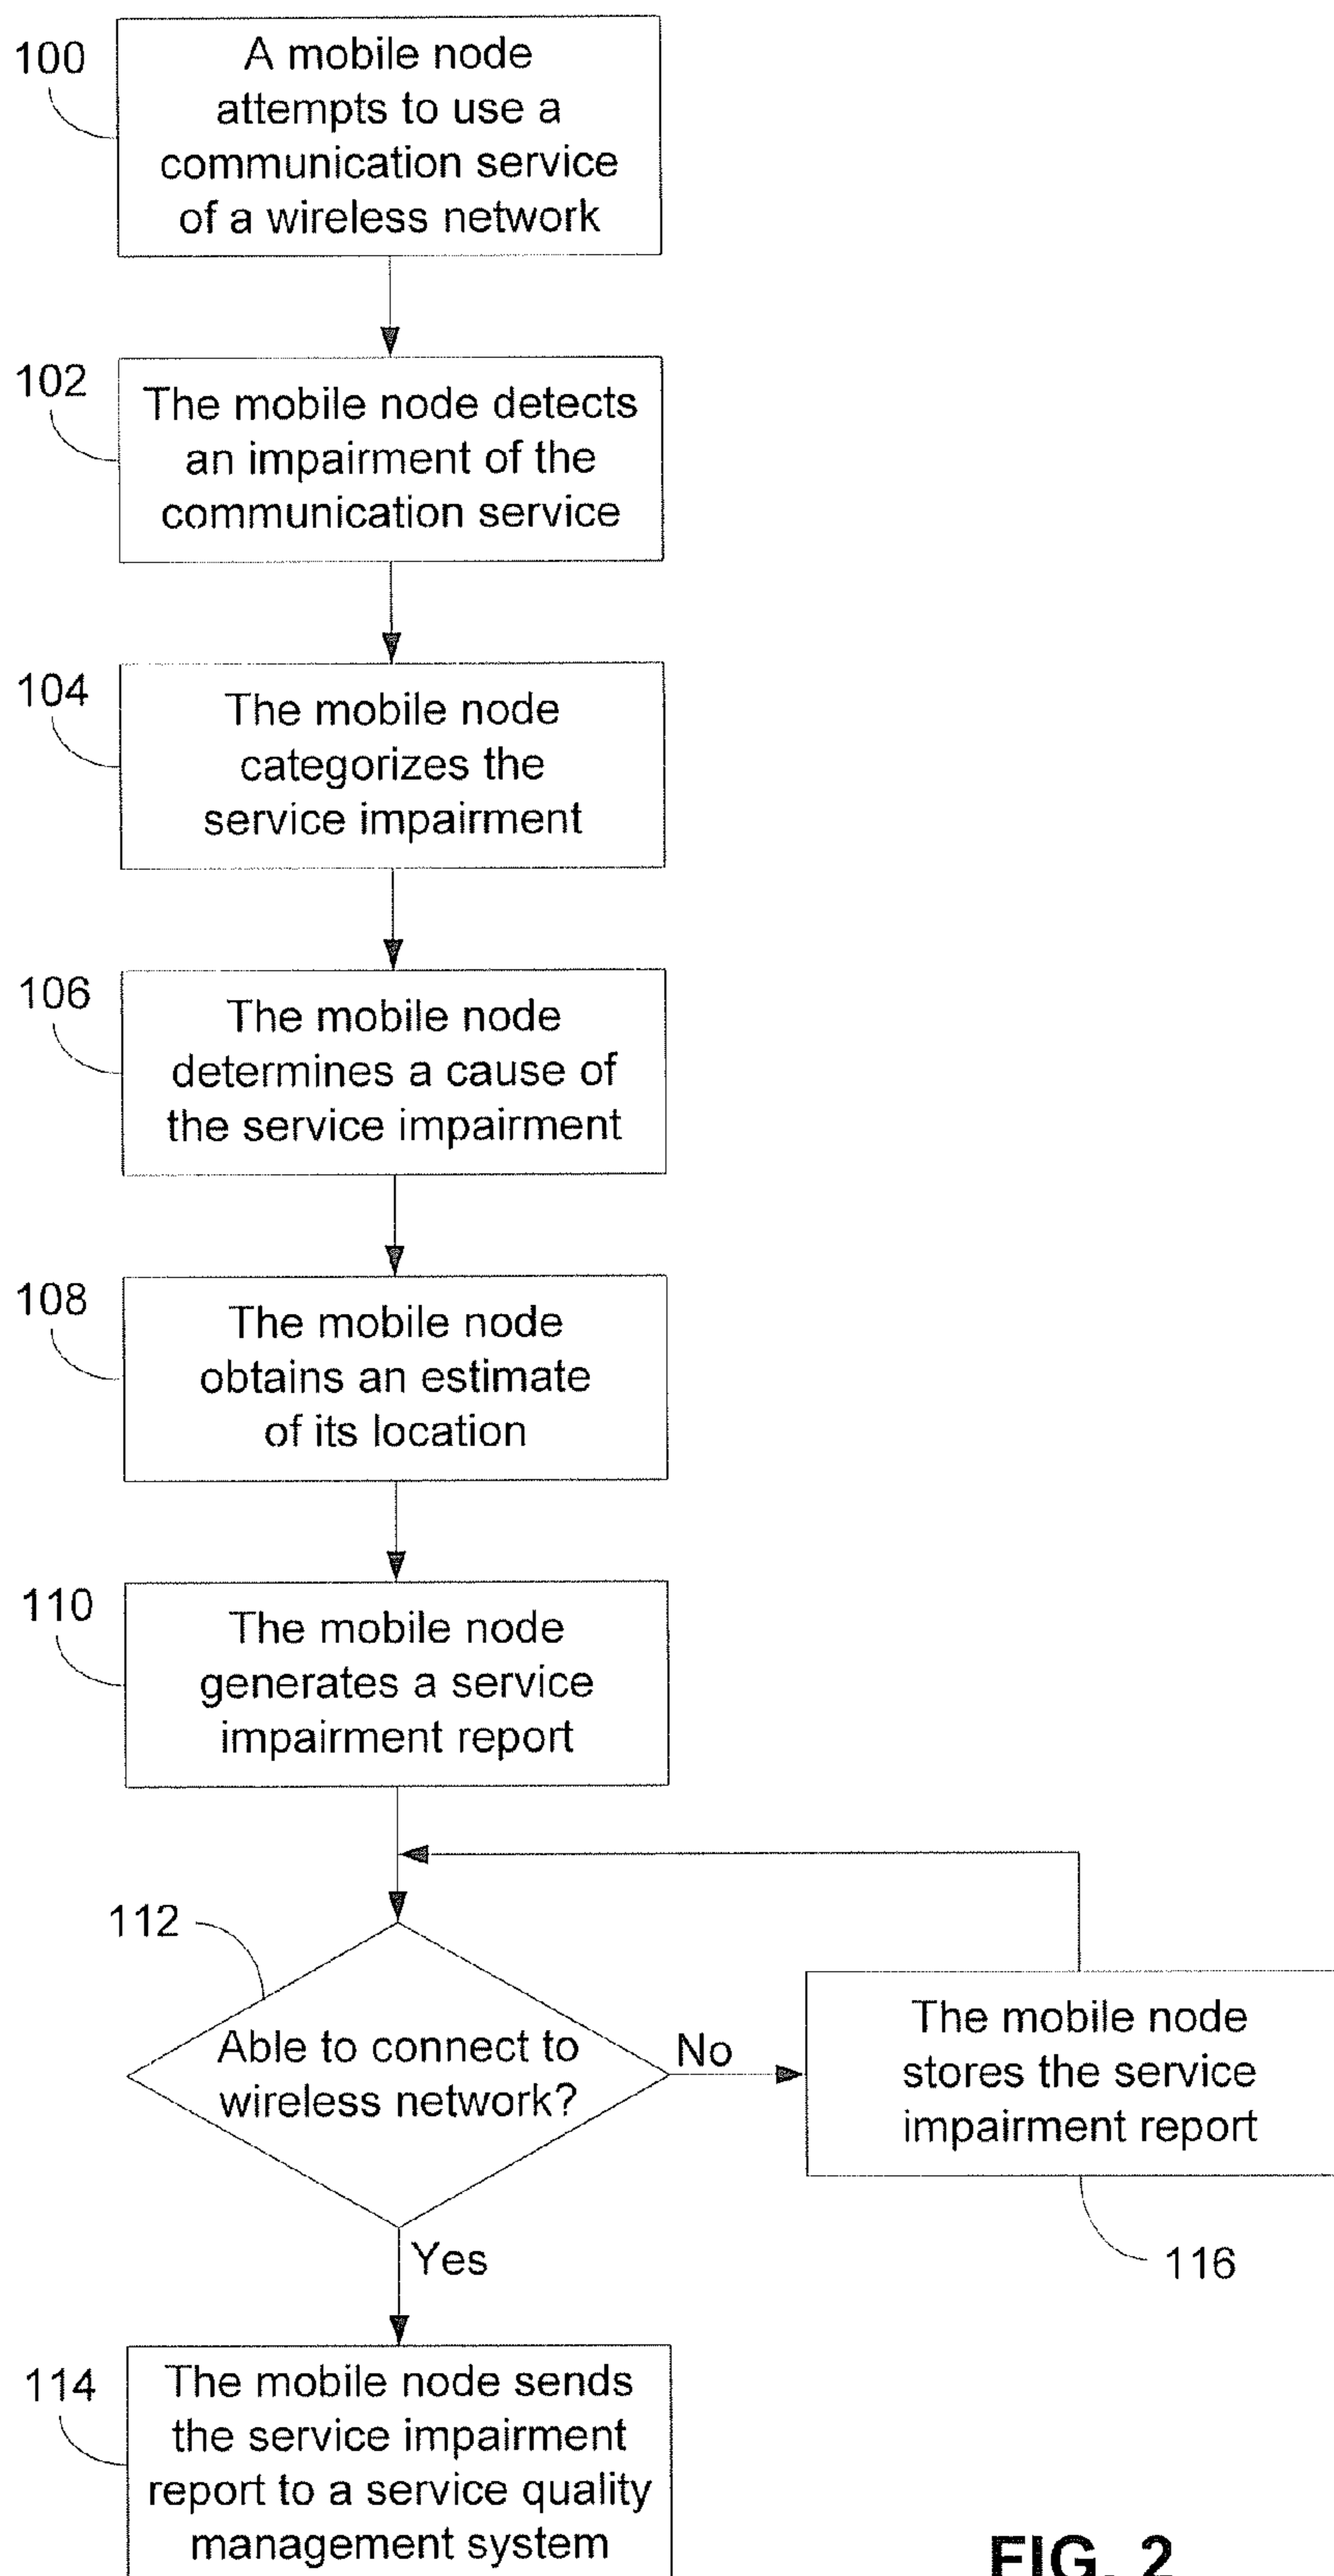 100
A mobile node
attempts to use a
communication service
of a wireless network
102
The mobile node detects
an impairment of the
communication service
104
The mobile node
categorizes the
service impairment
106
The mobile node
determines a cause of
the service impairment
108
The mobile node
obtains an estimate
of its location
110
The mobile node
generates a service
impairment report
112
Able to connect to
wireless network?
No
The mobile node
stores the service
impairment report
116
Yes
114
The mobile node sends
the service impairment
report to a service quality
management system
FIG. 2